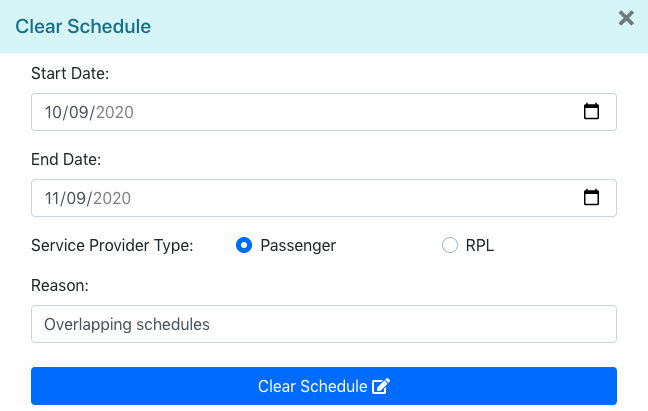 Clear Schedule
Start Date:
10/09/2020
End Date:
11/09/2020
Service Provider Type: Passenger RPL
Reason:
Overlapping schedules
Clear Schedule